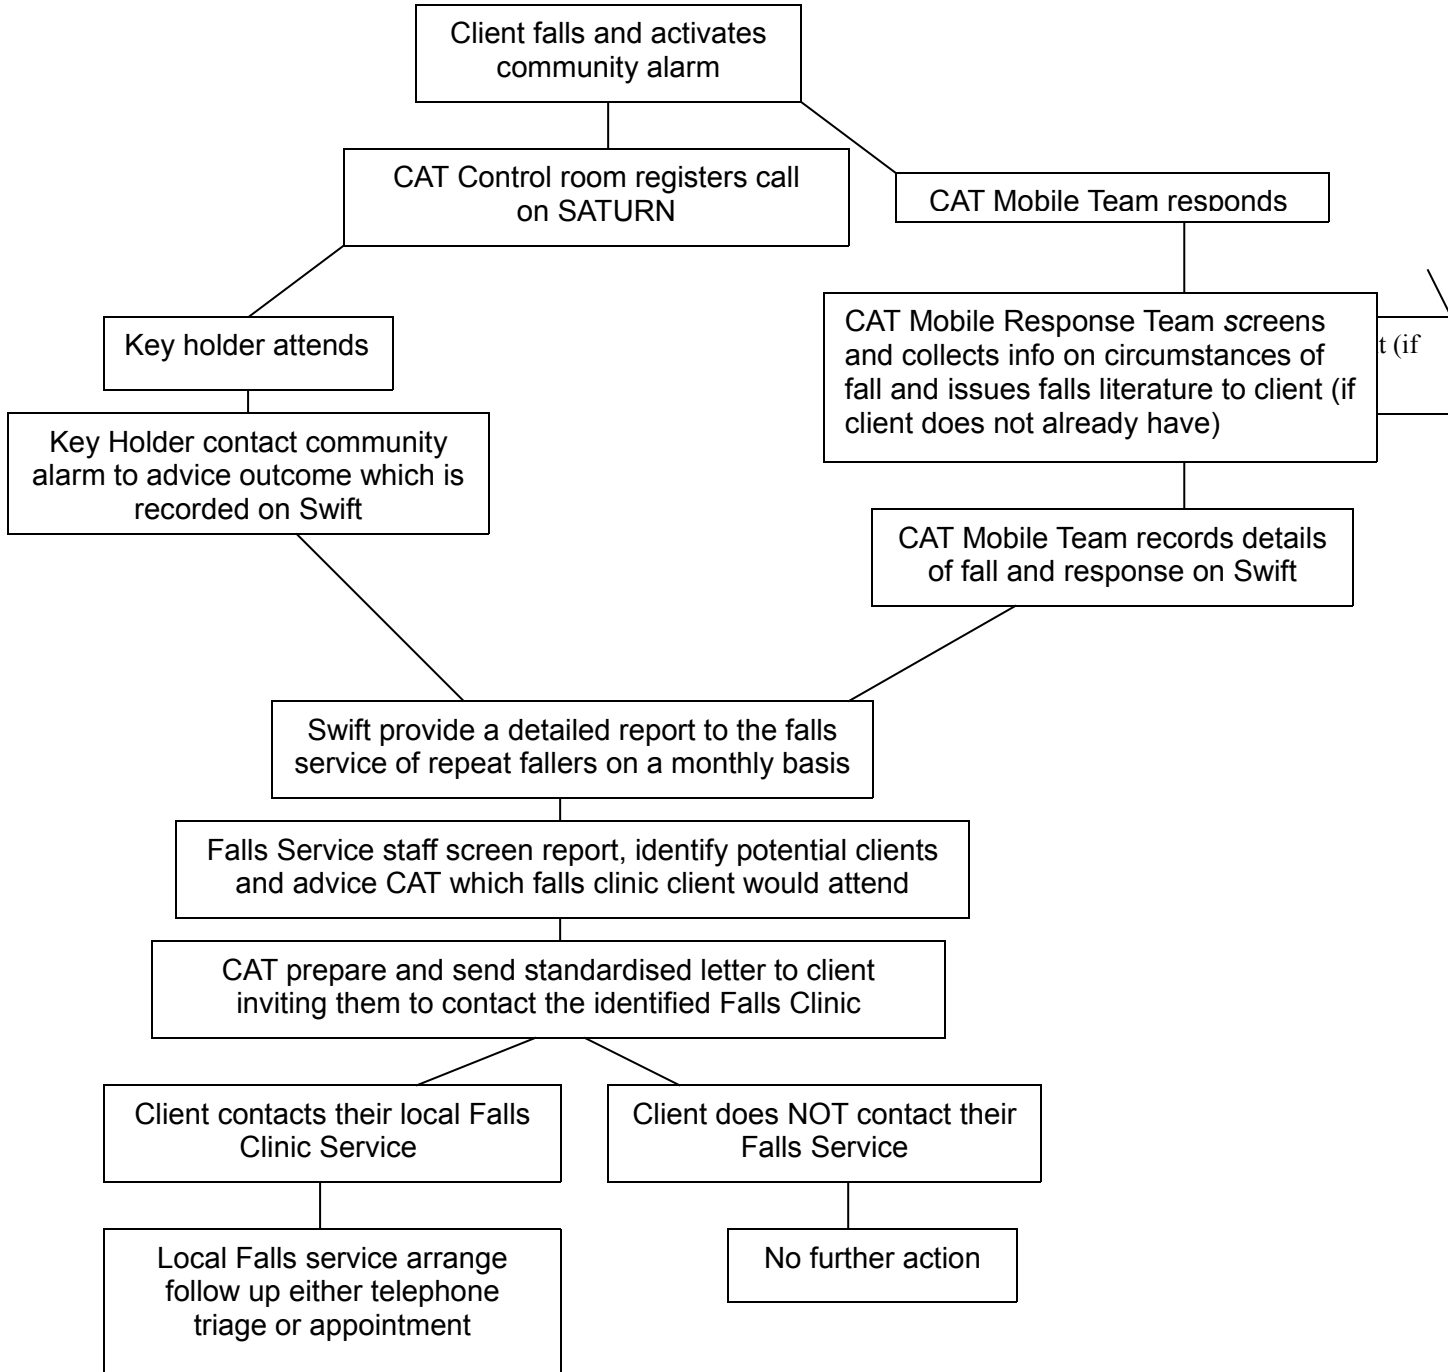 Client falls and activates
community alarm
CAT Control room registers call
on SATURN
CAT Mobile Team responds
Key holder attends
CAT Mobile Response Team screens
and collects info on circumstances of
fall and issues falls literature to client (if
client does not already have)
t (if
Key Holder contact community
alarm to advice outcome which is
recorded on Swift
CAT Mobile Team records details
of fall and response on Swift
Swift provide a detailed report to the falls
service of repeat fallers on a monthly basis
Falls Service staff screen report, identify potential clients
and advice CAT which falls clinic client would attend
CAT prepare and send standardised letter to client
inviting them to contact the identified Falls Clinic
Client contacts their local Falls
Clinic Service
Client does NOT contact their
Falls Service
Local Falls service arrange
follow up either telephone
triage or appointment
No further action